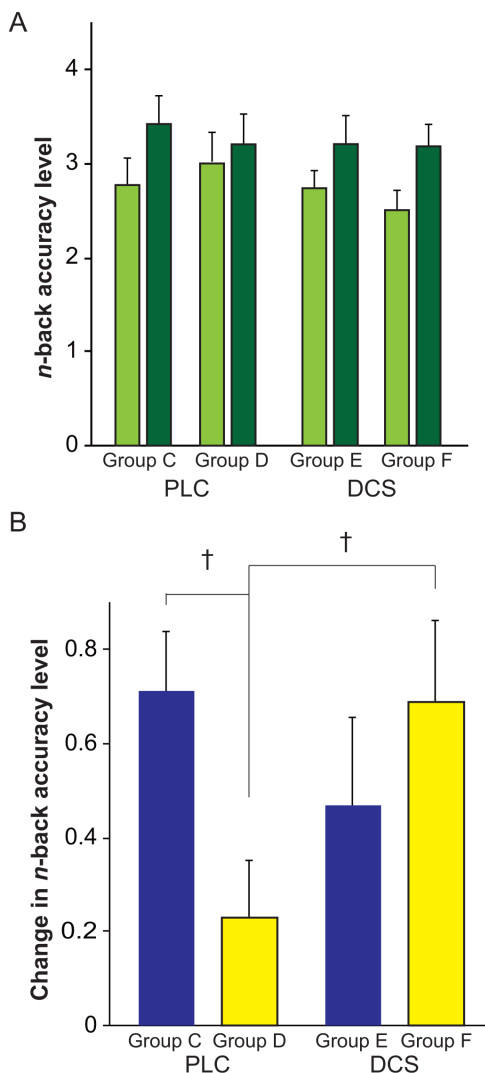 A
n-back accuracy level
4
3
2
1
0
Group C Group D Group E Group F
PLC DCS
B
Change in n-back accuracy level
† †
0.8
0.6
0.4
0.2
0
Group C Group D Group E Group F
PLC DCS